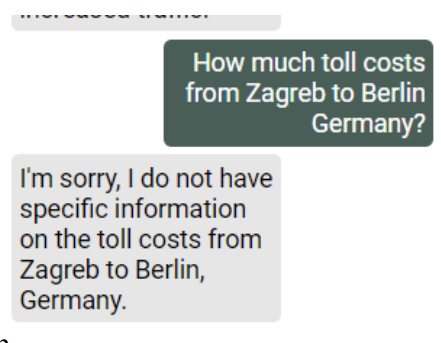 How much toll costs
from Zagreb to Berlin
Germany?
I'm sorry, I do not have
specific information
on the toll costs from
Zagreb to Berlin,
Germany.